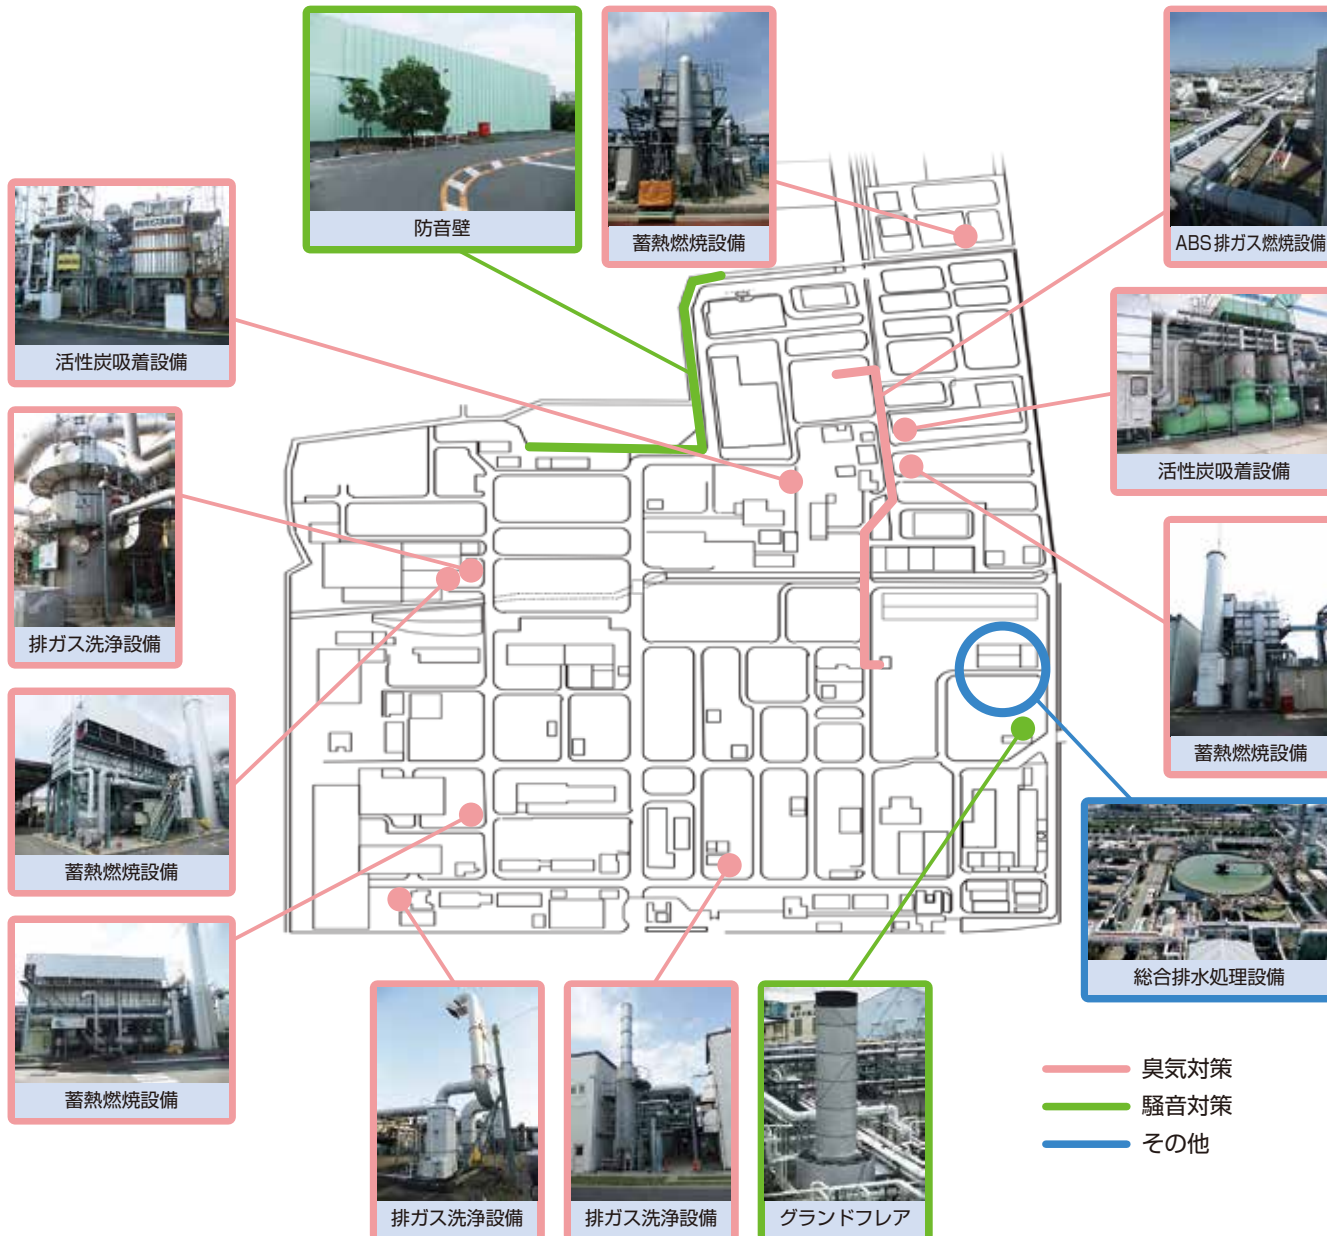 防音壁
蓄熱燃焼設備
ABS排ガス燃焼設備
活性炭吸着設備
活性炭吸着設備
排ガス洗浄設備
蓄熱燃焼設備
蓄熱燃焼設備
総合排水処理設備
蓄熱燃焼設備
排ガス洗浄設備
排ガス洗浄設備
グランドフレア
臭気対策
騒音対策
その他